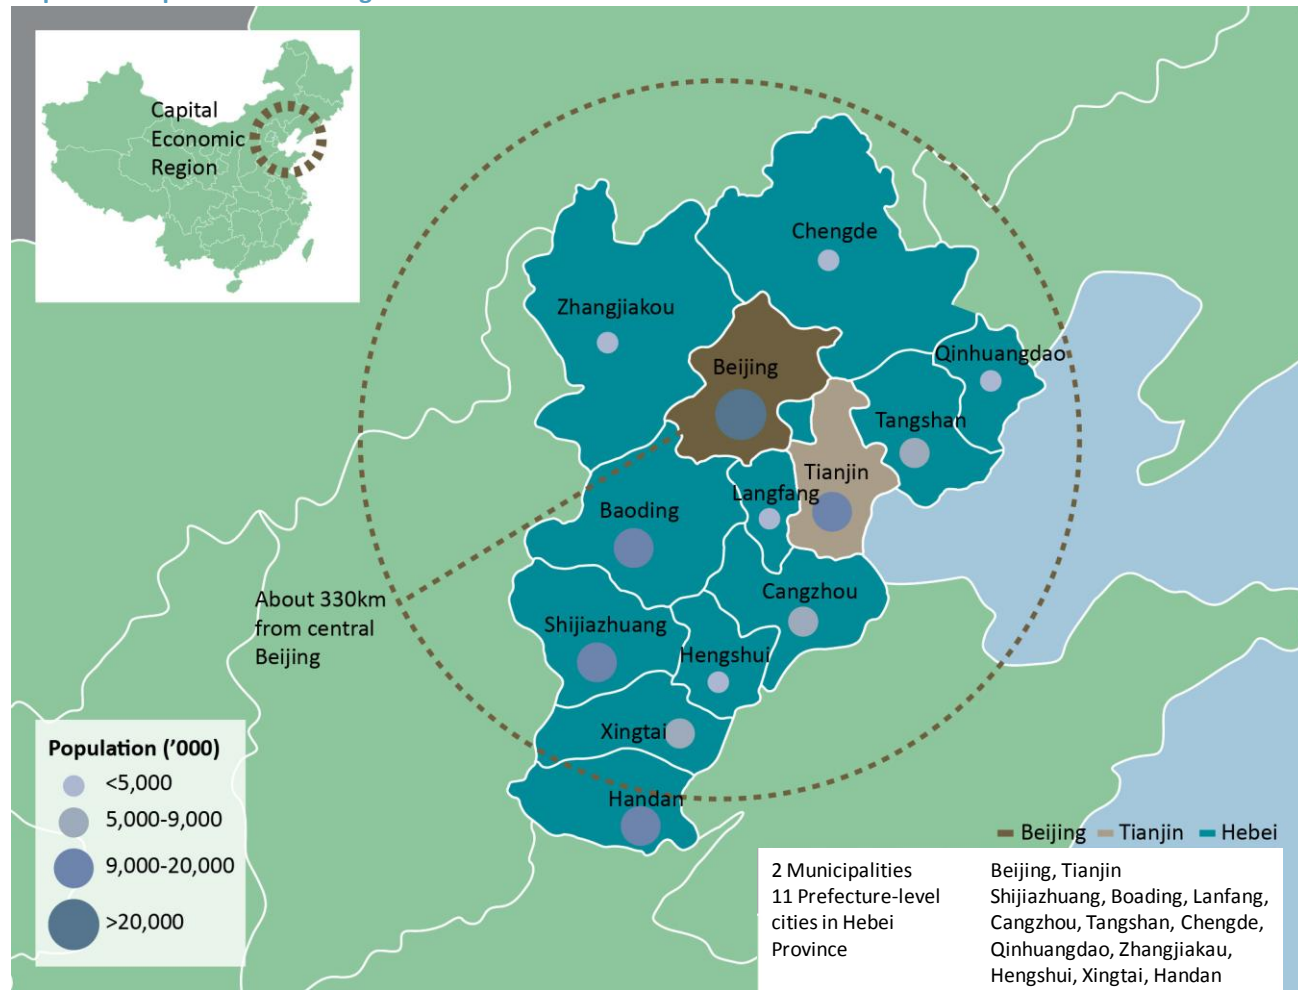 Capital
Economic
Region
Chengde
Zhangjiakou
Qinhuangdao
Beijing
Tangshan
Tianjin
Langfang
Baoding
Cangzhou
About 330km
from central
Beijing
Shijiazhuang
Hengshui
Xingtai
Handan
Population (’000)
<5,000
5,000-9,000
9,000-20,000
>20,000
Beijing Tianjin Hebei
2 Municipalities
11 Prefecture-level
cities in Hebei
Province
Beijing, Tianjin
Shijiazhuang, Boading, Lanfang,
Cangzhou, Tangshan, Chengde,
Qinhuangdao, Zhangjiakau,
Hengshui, Xingtai, Handan